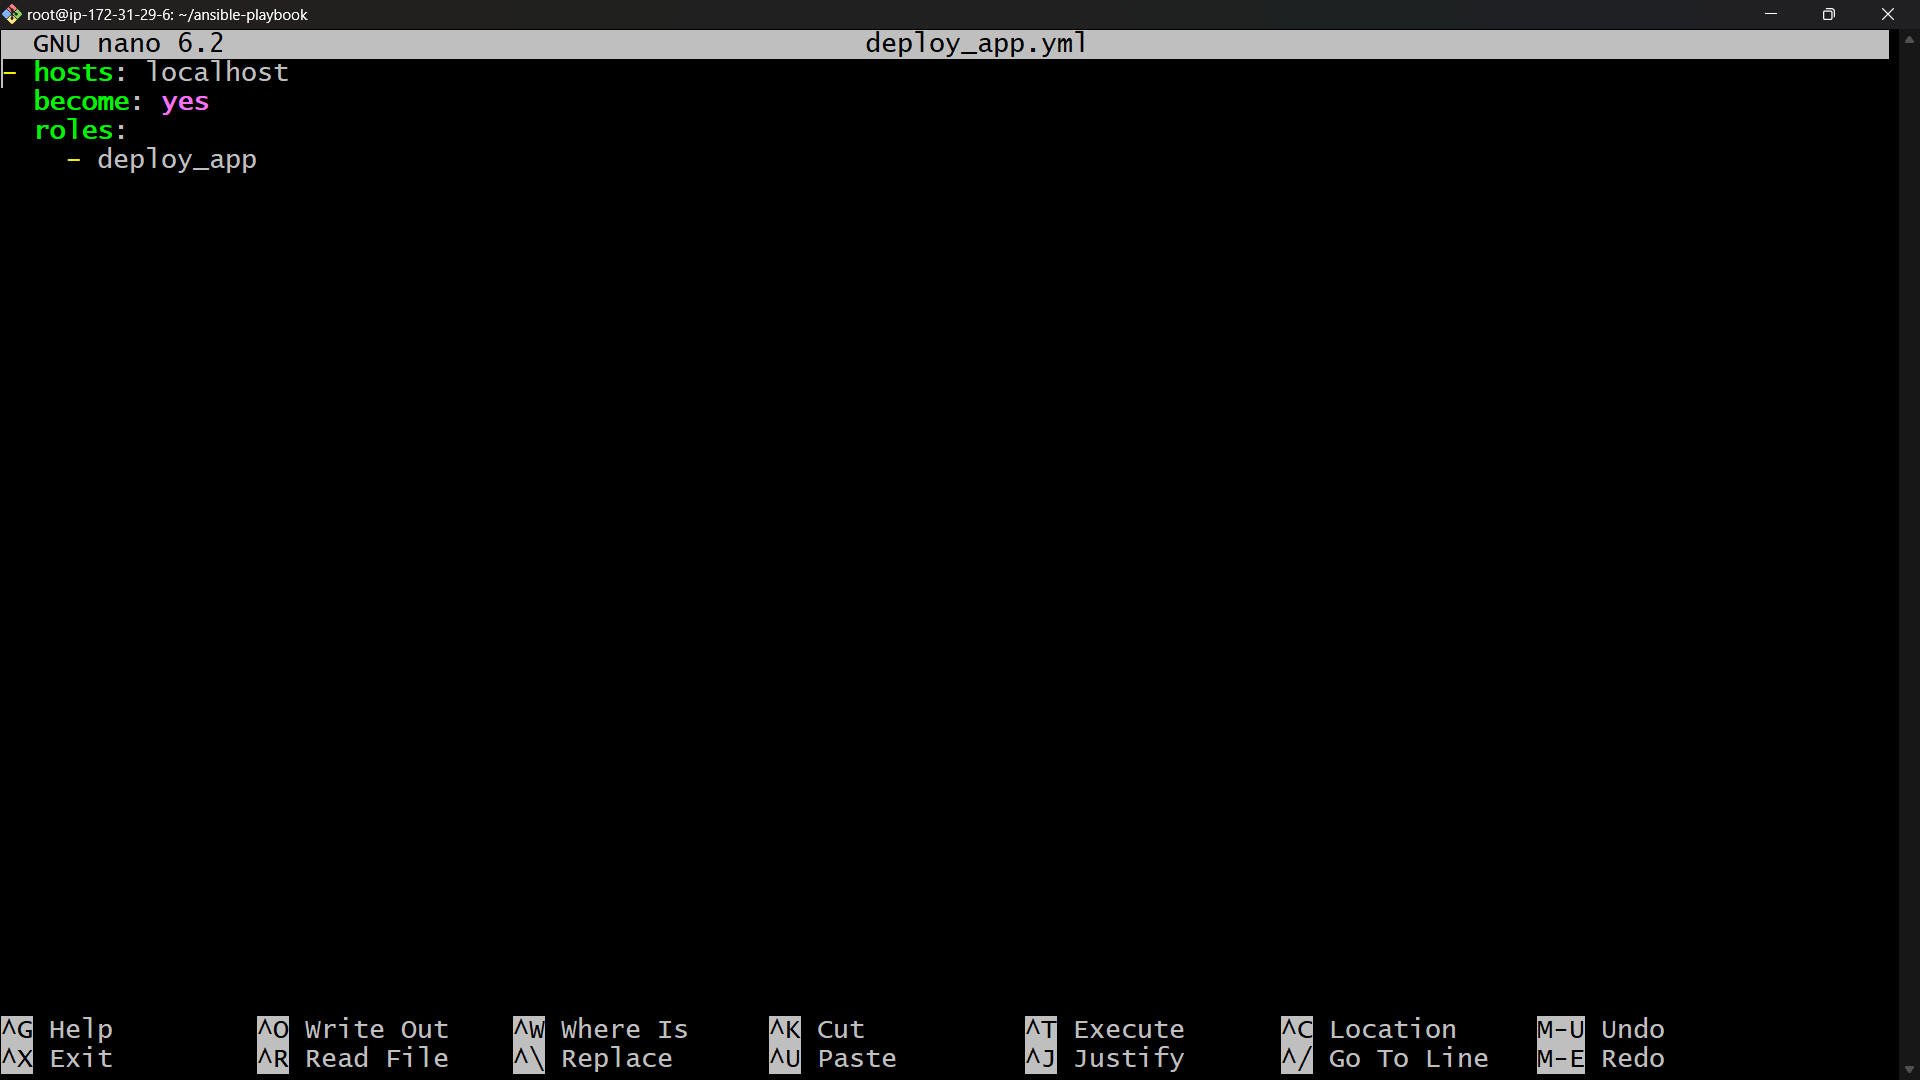 root@ip-172-31-29-6: ~/ansible-playbook
GNU nano 6.2 deploy_app.yml
- hosts: localhost
  become: yes
  roles:
    - deploy_app
^G Help ^O Write Out ^W Where Is ^K Cut ^T Execute ^C Location M-U Undo
^X Exit ^R Read File ^\ Replace ^U Paste ^J Justify ^/ Go To Line M-E Redo